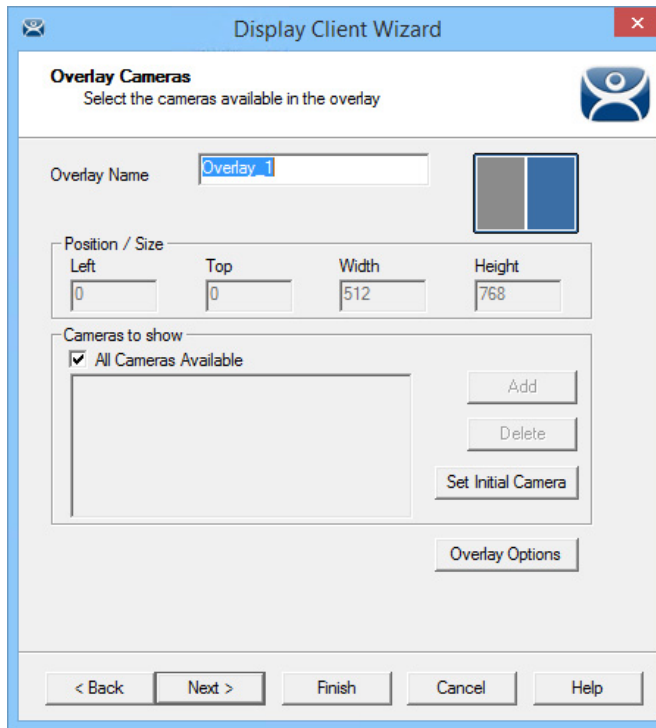 Display Client Wizard
Overlay Cameras
Select the cameras available in the overlay
Overlay Name Overlay_1
Position / Size
Left Top Width Height
0 0 512 768
Cameras to show
All Cameras Available
Add
Delete
Set Initial Camera
Overlay Options
< Back Next > Finish Cancel Help